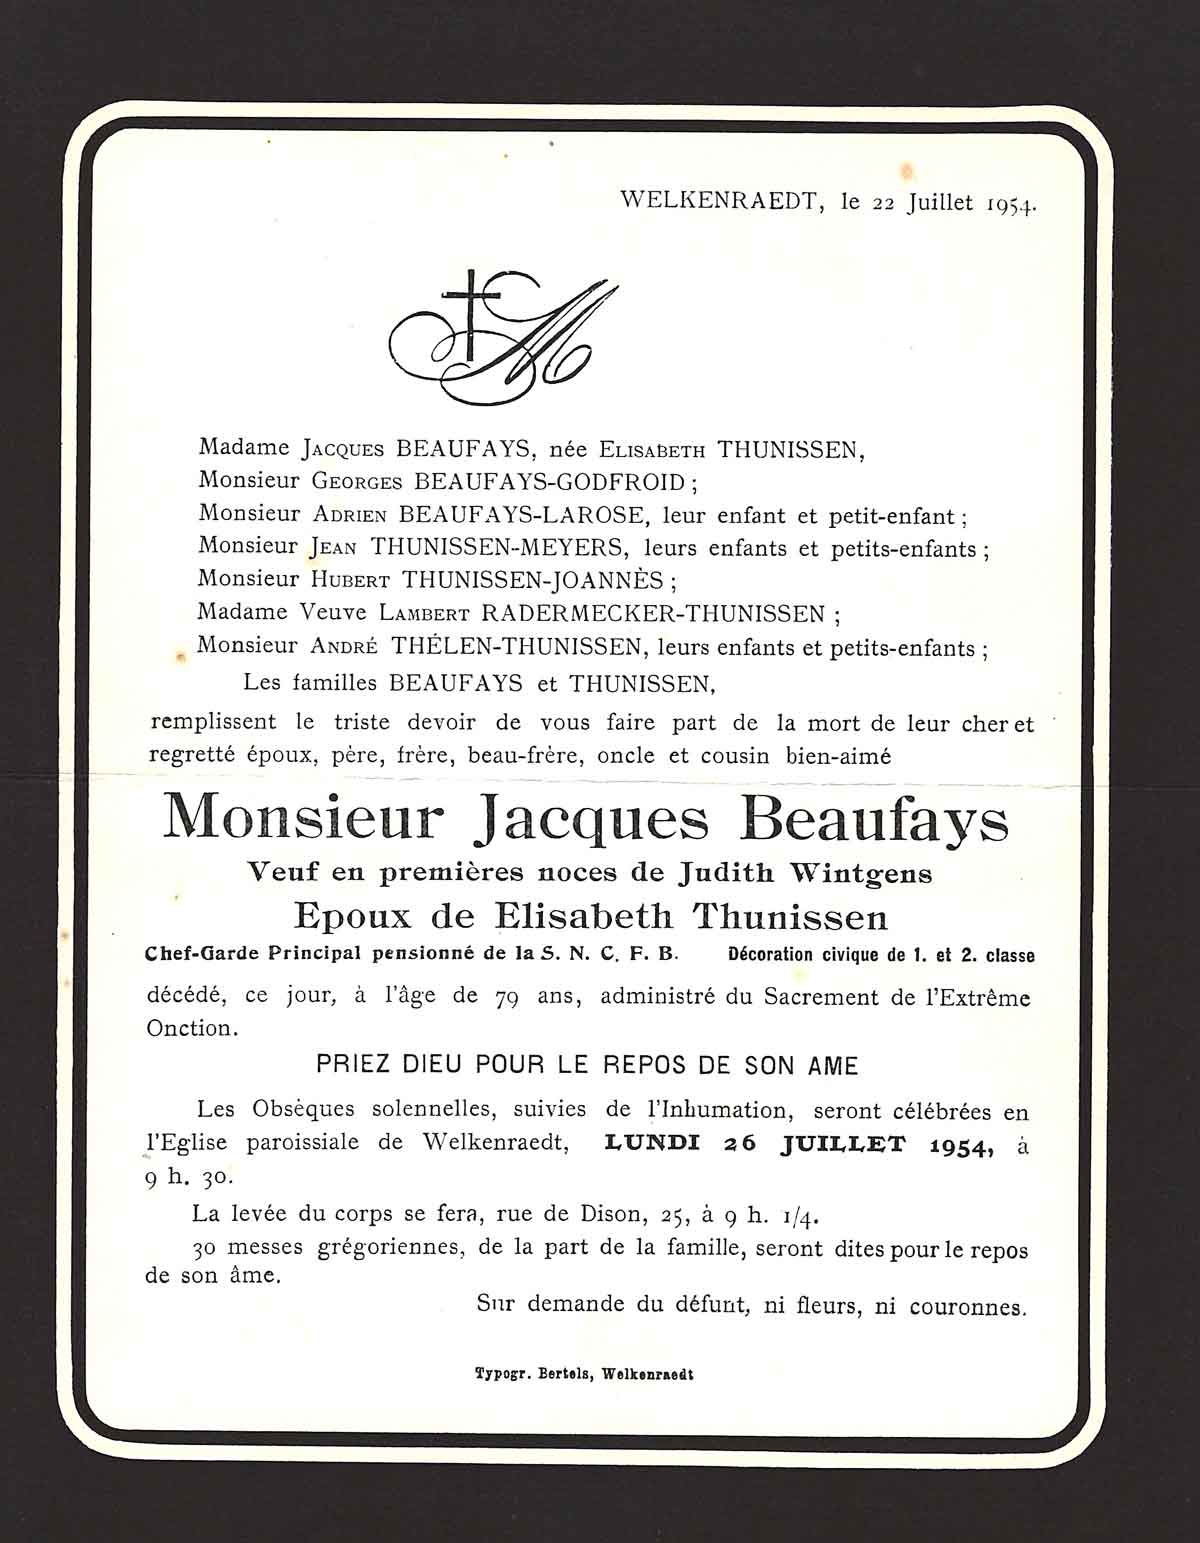 WELKENRAEDT, le 22 Juillet 1954.
M
Madame JACQUES BEAUFAYS, née ELISABETH THUNISSEN,
Monsieur GEORGES BEAUFAYS-GODFROID ;
Monsieur ADRIEN BEAUFAYS-LAROSE, leur enfant et petit-enfant ;
Monsieur JEAN THUNISSEN-MEYERS, leurs enfants et petits-enfants ;
Monsieur HUBERT THUNISSEN-JOANNÈS ;
Madame Veuve LAMBERT RADERMECKER-THUNISSEN ;
Monsieur ANDRÉ THÉLEN-THUNISSEN, leurs enfants et petits-enfants ;
Les familles BEAUFAYS et THUNISSEN,
remplissent le triste devoir de vous faire part de la mort de leur cher et
regretté époux, père, frère, beau-frère, oncle et cousin bien-aimé
Monsieur Jacques Beaufays
Veuf en premières noces de Judith Wintgens
Epoux de Elisabeth Thunissen
Chef-Garde Principal pensionné de la S. N. C. F. B. Décoration civique de 1. et 2. classe
décédé, ce jour, à l'âge de 79 ans, administré du Sacrement de l'Extrême
Onction.
PRIEZ DIEU POUR LE REPOS DE SON AME
Les Obsèques solennelles, suivies de l'Inhumation, seront célébrées en
l'Eglise paroissiale de Welkenraedt, LUNDI 26 JUILLET 1954, à
9 h. 30.
La levée du corps se fera, rue de Dison, 25, à 9 h. 1/4.
30 messes grégoriennes, de la part de la famille, seront dites pour le repos
de son âme.
Sur demande du défunt, ni fleurs, ni couronnes.
Typogr. Bertels, Welkenraedt